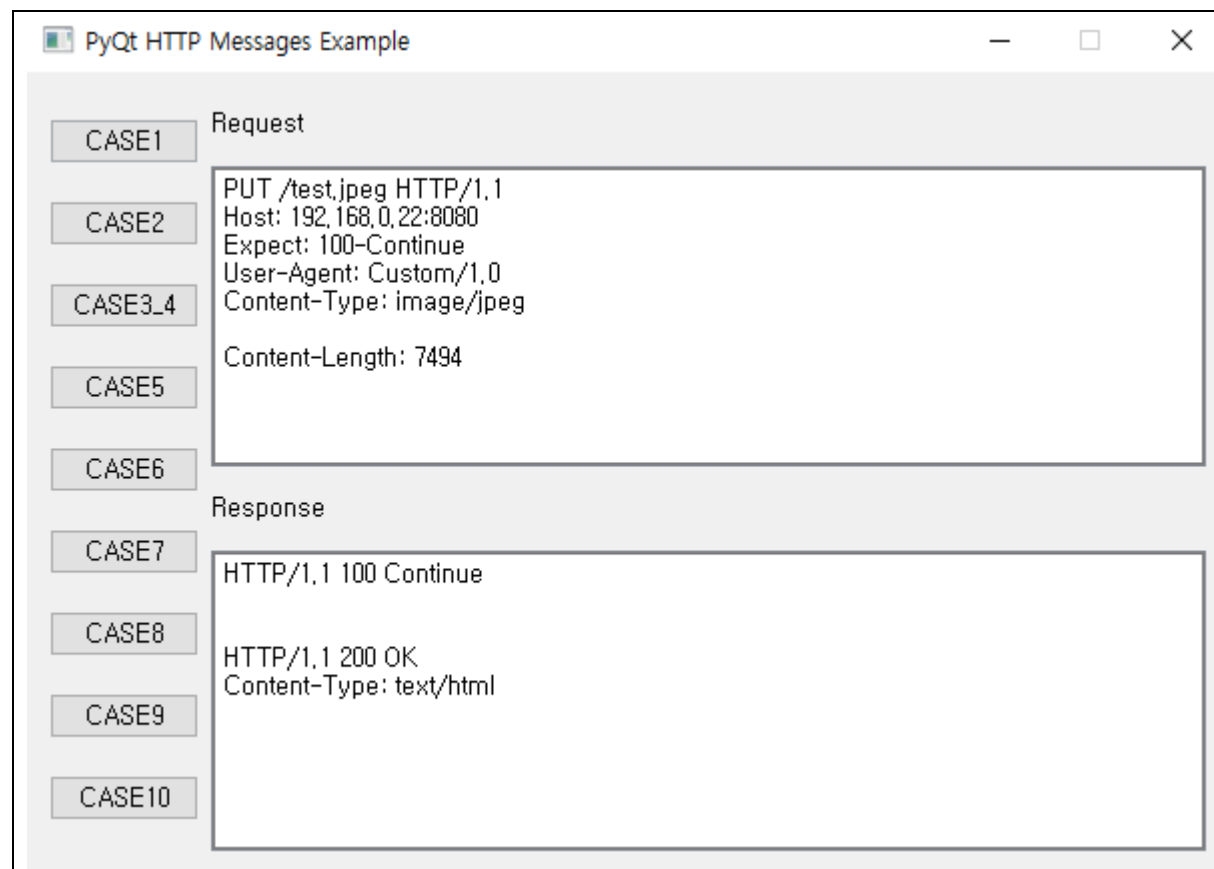 PyQt HTTP Messages Example
CASE1
CASE2
CASE3_4
CASE5
CASE6
CASE7
CASE8
CASE9
CASE10
Request
PUT /test.jpeg HTTP/1.1
Host: 192.168.0.22:8080
Expect: 100-Continue
User-Agent: Custom/1.0
Content-Type: image/jpeg
Content-Length: 7494
Response
HTTP/1.1 100 Continue
HTTP/1.1 200 OK
Content-Type: text/html